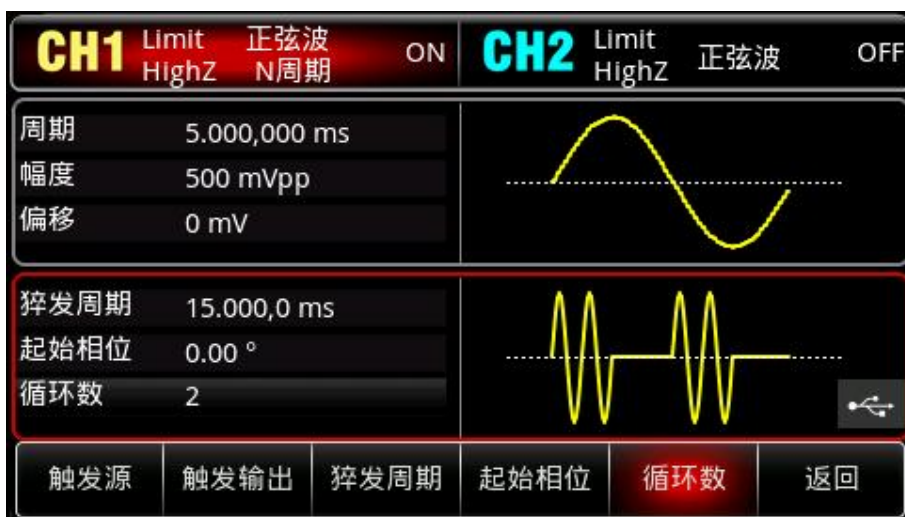 CH1 Limit 正弦波 ON CH2 Limit 正弦波 OFF
HighZ N周期 HighZ
周期 5.000,000 ms
幅度 500 mVpp
偏移 0 mV
猝发周期 15.000,0 ms
起始相位 0.00 °
循环数 2
触发源 触发输出 猝发周期 起始相位 循环数 返回